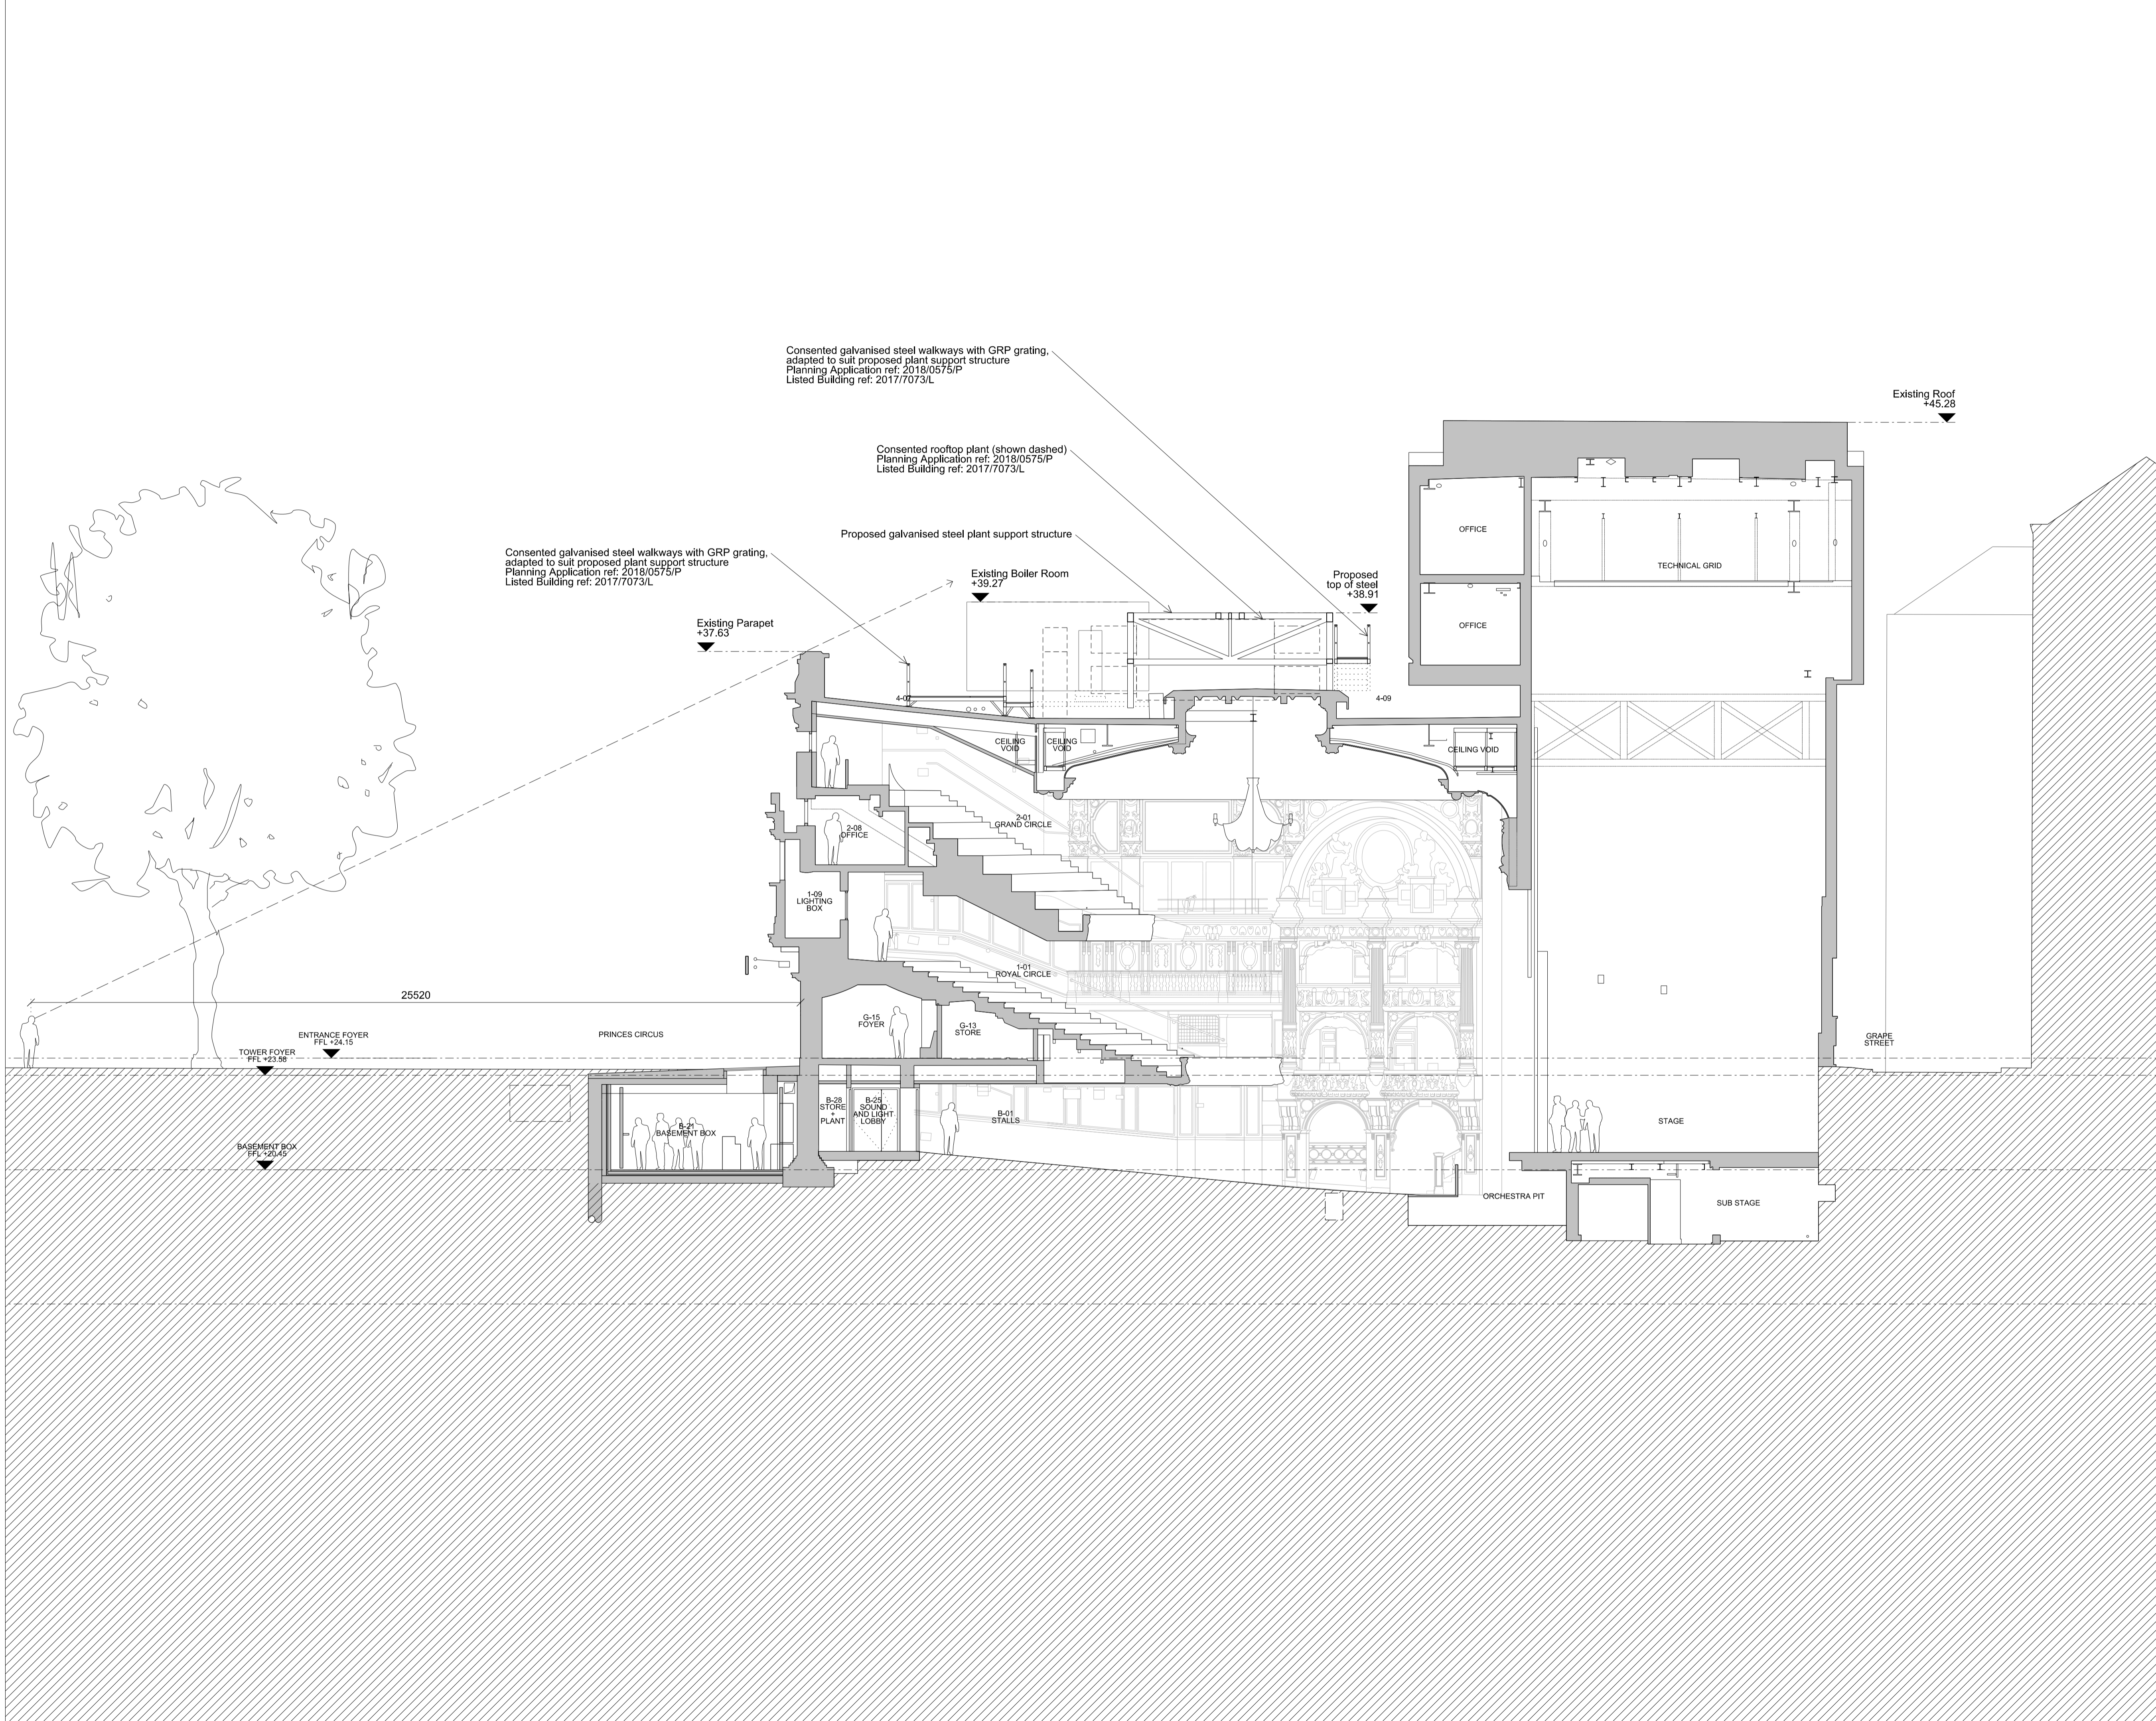 Consented galvanised steel walkways with GRP grating,
adapted to suit proposed plant support structure
Planning Application ref: 2018/0575/P
Listed Building ref: 2017/7073/L
Existing Roof
+45.28
Consented rooftop plant (shown dashed)
Planning Application ref: 2018/0575/P
Listed Building ref: 2017/7073/L
OFFICE
Proposed galvanised steel plant support structure
Consented galvanised steel walkways with GRP grating,
adapted to suit proposed plant support structure
Planning Application ref: 2018/0575/P
Listed Building ref: 2017/7073/L
Existing Boiler Room
+39.27
Proposed
top of steel
+38.91
TECHNICAL GRID
Existing Parapet
+37.63
OFFICE
4-07
4-09
CEILING
VOID
CEILING
VOID
CEILING VOID
2-01
GRAND CIRCLE
2-08
OFFICE
1-09
LIGHTING
BOX
1-01
ROYAL CIRCLE
25520
G-15
FOYER
G-13
STORE
PRINCES CIRCUS
ENTRANCE FOYER
FFL +24.15
TOWER FOYER
FFL +23.58
GRAPE
STREET
B-28
STORE
+
PLANT
B-25
SOUND
AND LIGHT
LOBBY
B-01
STALLS
B-21
BASEMENT BOX
STAGE
BASEMENT BOX
FFL +20.45
ORCHESTRA PIT
SUB STAGE